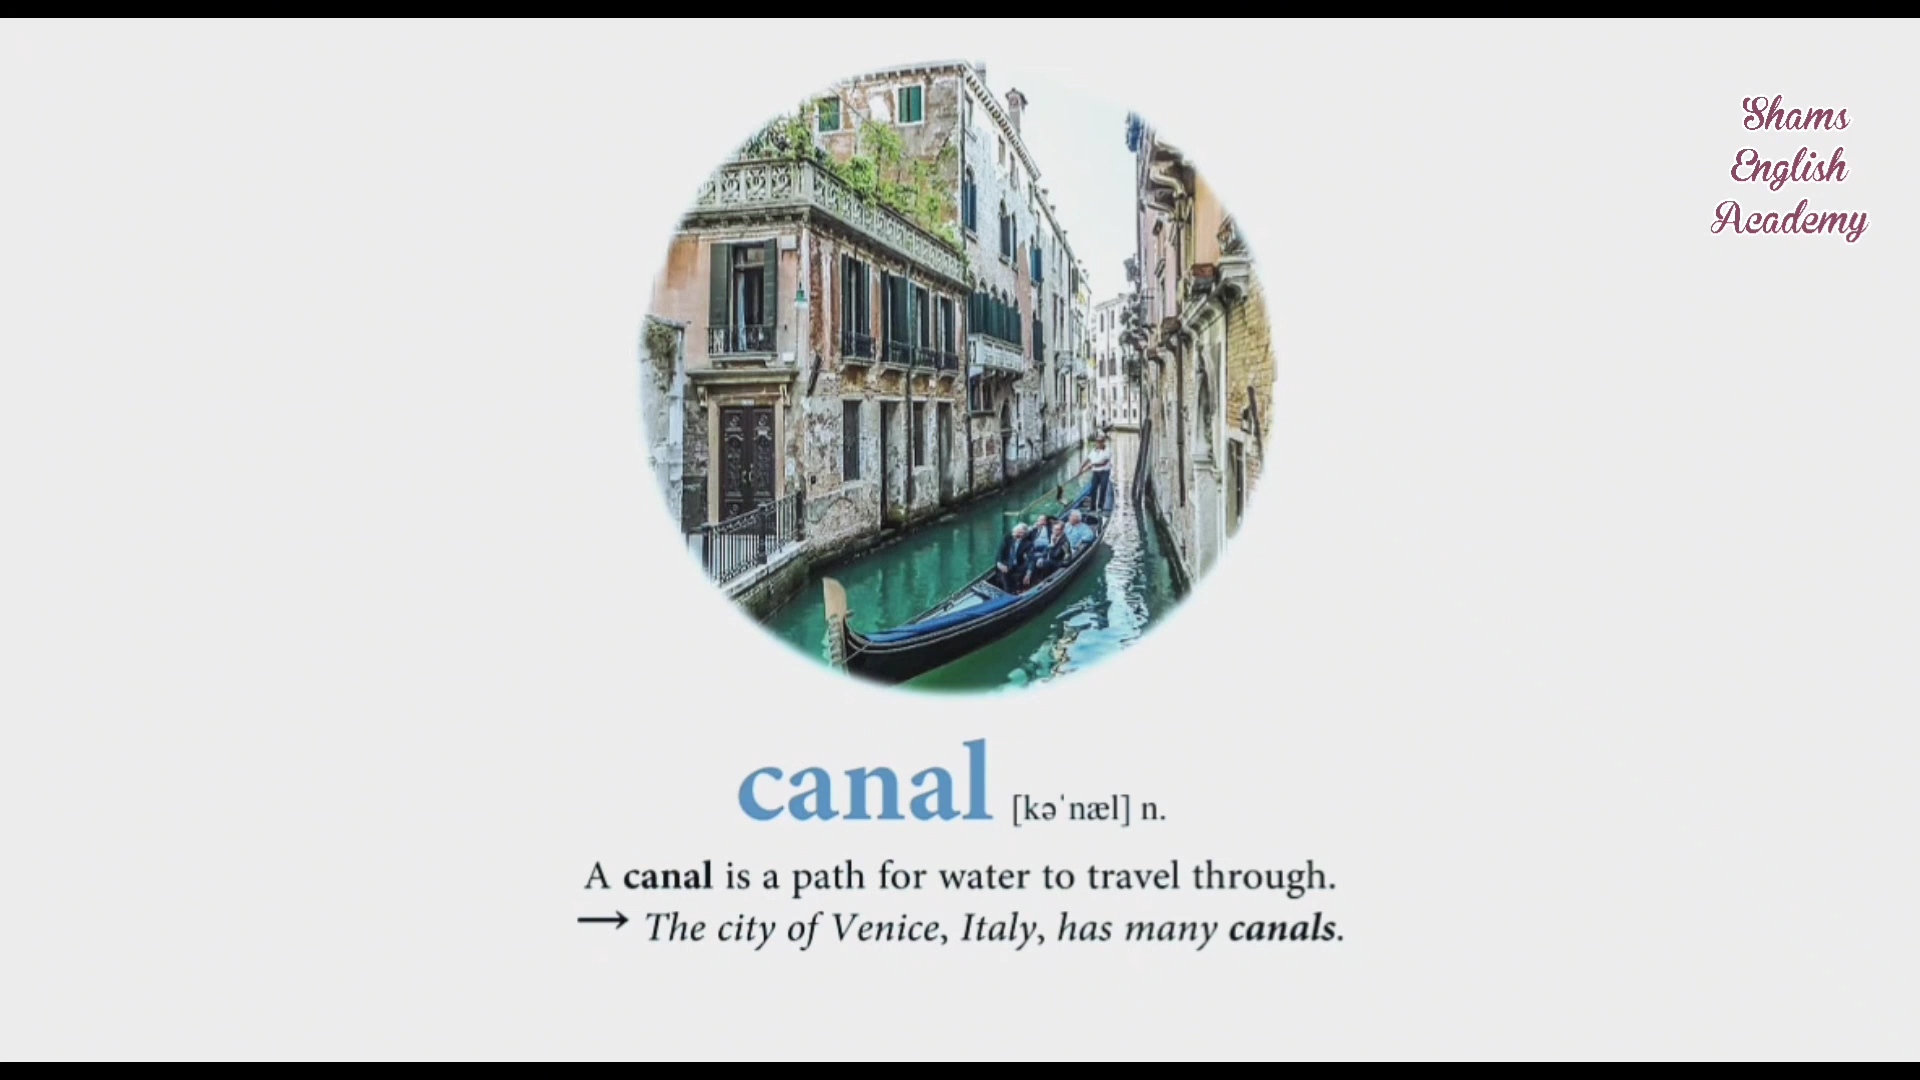 Shams
English
Academy
canal [kəˈnæl] n.
A canal is a path for water to travel through.
→ The city of Venice, Italy, has many canals.